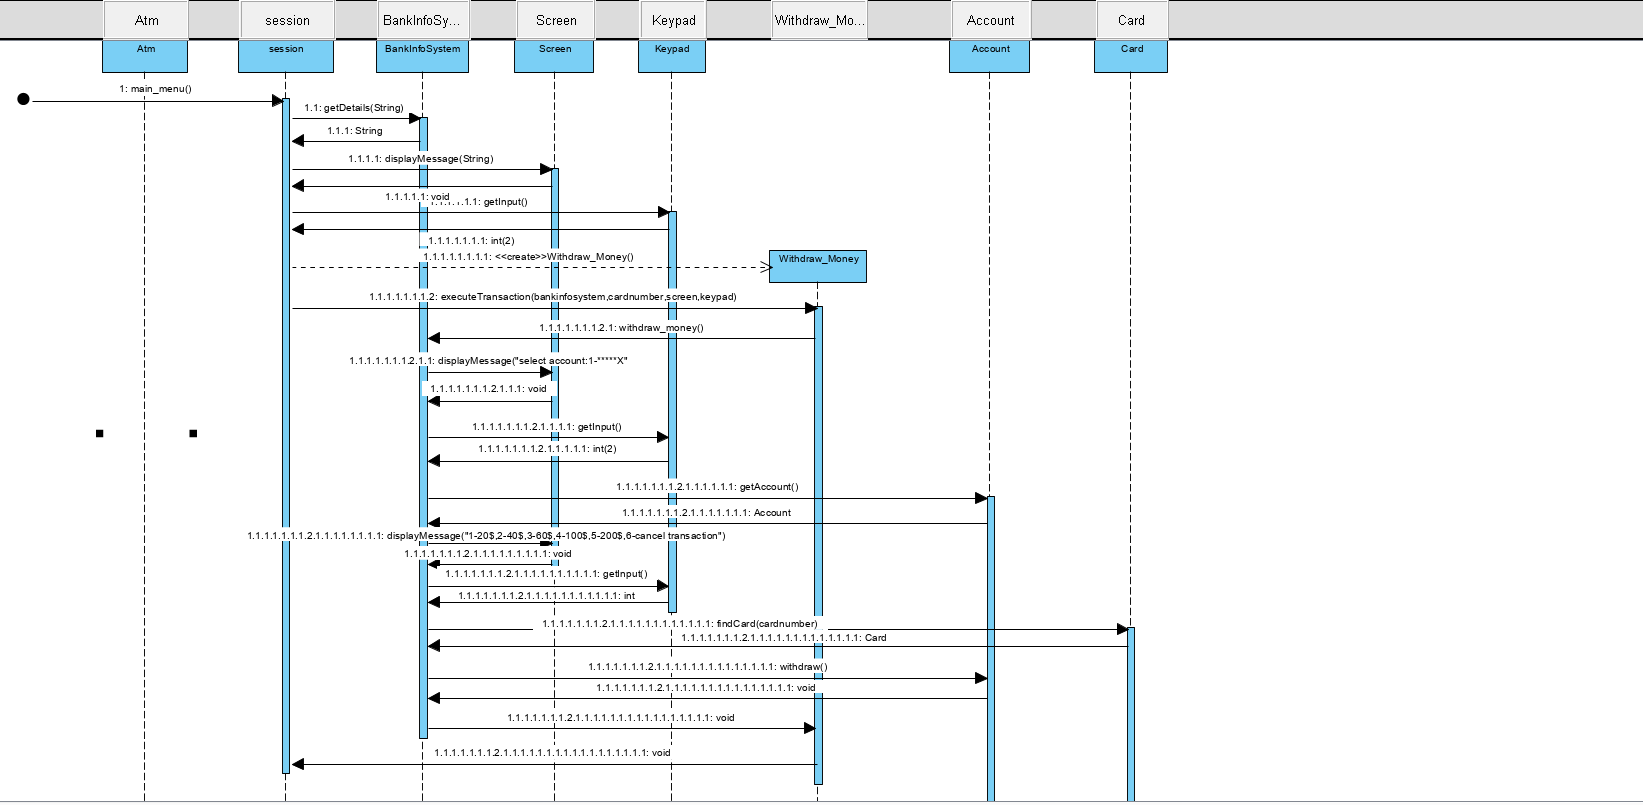 Atm session BankInfoSy... Screen Keypad Withdraw_Mo... Account Card
Atm session BankInfoSystem Screen Keypad Account Card
1: main_menu()
1.1: getDetails(String)
1.1.1: String
1.1.1.1: displayMessage(String)
1.1.1.1.1: void
1.1.1.1.1.1: getInput()
1.1.1.1.1.1.1: int(2)
1.1.1.1.1.1.1.1: <<create>>Withdraw_Money()
Withdraw_Money
1.1.1.1.1.1.1.2: executeTransaction(bankinfosystem,cardnumber,screen,keypad)
1.1.1.1.1.1.1.2.1: withdraw_money()
1.1.1.1.1.1.1.2.1.1: displayMessage("select account:1-*****X"
1.1.1.1.1.1.1.2.1.1.1: void
1.1.1.1.1.1.1.2.1.1.1.1: getInput()
1.1.1.1.1.1.1.2.1.1.1.1.1: int(2)
1.1.1.1.1.1.1.2.1.1.1.1.1.1: getAccount()
1.1.1.1.1.1.1.2.1.1.1.1.1.1.1: Account
1.1.1.1.1.1.1.2.1.1.1.1.1.1.1.1: displayMessage("1-20$,2-40$,3-60$,4-100$,5-200$,6-cancel transaction")
1.1.1.1.1.1.1.2.1.1.1.1.1.1.1.1.1: void
1.1.1.1.1.1.1.2.1.1.1.1.1.1.1.1.1.1: getInput()
1.1.1.1.1.1.1.2.1.1.1.1.1.1.1.1.1.1.1: int
1.1.1.1.1.1.1.2.1.1.1.1.1.1.1.1.1.1.1.1: findCard(cardnumber)
1.1.1.1.1.1.1.2.1.1.1.1.1.1.1.1.1.1.1.1.1: Card
1.1.1.1.1.1.1.2.1.1.1.1.1.1.1.1.1.1.1.1.1.1: withdraw()
1.1.1.1.1.1.1.2.1.1.1.1.1.1.1.1.1.1.1.1.1.1.1: void
1.1.1.1.1.1.1.2.1.1.1.1.1.1.1.1.1.1.1.1.1.1.1.1: void
1.1.1.1.1.1.1.2.1.1.1.1.1.1.1.1.1.1.1.1.1.1.1.1.1: void